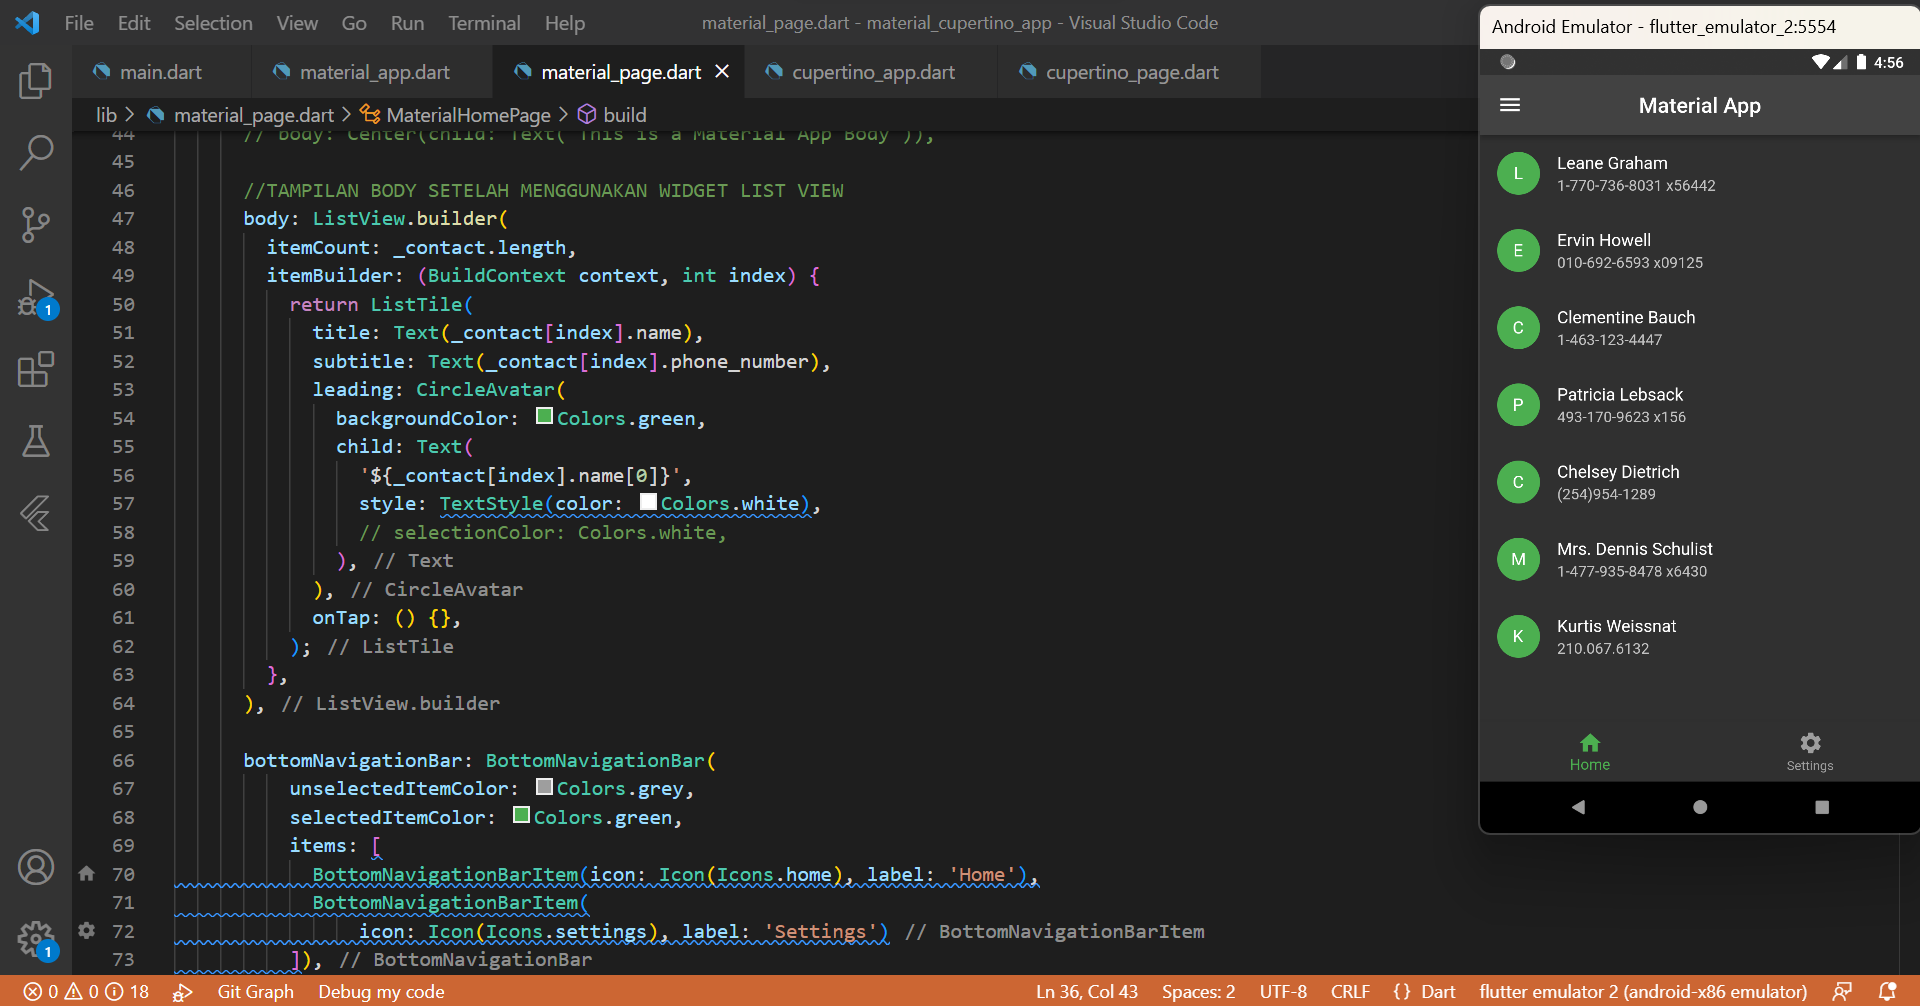 File Edit Selection View Go Run Terminal Help
material_page.dart - material_cupertino_app - Visual Studio Code
main.dart
material_app.dart
material_page.dart
cupertino_app.dart
cupertino_page.dart
lib > material_page.dart > MaterialHomePage > build
44 // body: Center(child: Text('This is a Material App Body')),
45
46 //TAMPILAN BODY SETELAH MENGGUNAKAN WIDGET LIST VIEW
47 body: ListView.builder(
48 itemCount: _contact.length,
49 itemBuilder: (BuildContext context, int index) {
50 return ListTile(
51 title: Text(_contact[index].name),
52 subtitle: Text(_contact[index].phone_number),
53 leading: CircleAvatar(
54 backgroundColor: Colors.green,
55 child: Text(
56 '${_contact[index].name[0]}',
57 style: TextStyle(color: Colors.white),
58 // selectionColor: Colors.white,
59 ), // Text
60 ), // CircleAvatar
61 onTap: () {},
62 ); // ListTile
63 },
64 ), // ListView.builder
65
66 bottomNavigationBar: BottomNavigationBar(
67 unselectedItemColor: Colors.grey,
68 selectedItemColor: Colors.green,
69 items: [
70 BottomNavigationBarItem(icon: Icon(Icons.home), label: 'Home'),
71 BottomNavigationBarItem(
72 icon: Icon(Icons.settings), label: 'Settings') // BottomNavigationBarItem
73 ]), // BottomNavigationBar
1
1
0 0 18
Git Graph
Debug my code
Ln 36, Col 43
Spaces: 2
UTF-8
CRLF
{} Dart
flutter emulator 2 (android-x86 emulator)
Android Emulator - flutter_emulator_2:5554
4:56
Material App
L
Leane Graham
1-770-736-8031 x56442
E
Ervin Howell
010-692-6593 x09125
C
Clementine Bauch
1-463-123-4447
P
Patricia Lebsack
493-170-9623 x156
C
Chelsey Dietrich
(254)954-1289
M
Mrs. Dennis Schulist
1-477-935-8478 x6430
K
Kurtis Weissnat
210.067.6132
Home
Settings